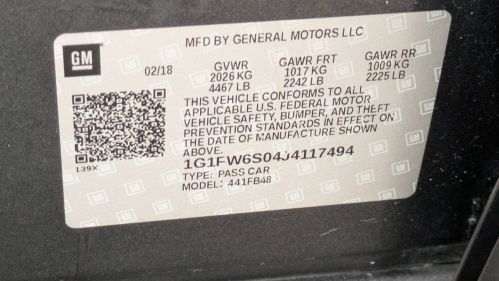 MFD BY GENERAL MOTORS LLC
GM
02/18
GVWR GAWR FRT GAWR RR
2026 KG 1017 KG 1009 KG
4467 LB 2242 LB 2225 LB
THIS VEHICLE CONFORMS TO ALL
APPLICABLE U.S. FEDERAL MOTOR
VEHICLE SAFETY, BUMPER, AND THEFT
PREVENTION STANDARDS IN EFFECT ON
THE DATE OF MANUFACTURE SHOWN
ABOVE.
139X
1G1FW6S04J4117494
TYPE: PASS CAR
MODEL: 441FB48